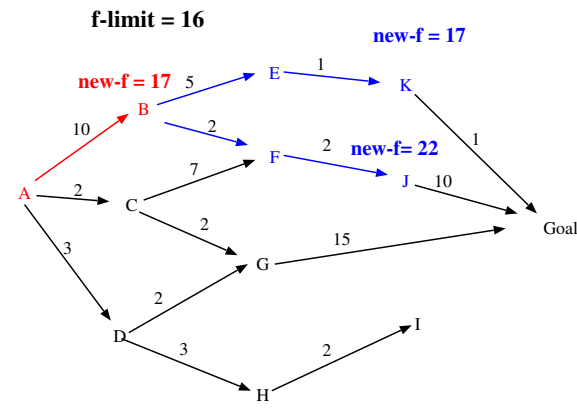 f-limit = 16
new-f = 17
new-f = 17
5
E
1
K
B
10
2
1
new-f= 22
F
2
7
J
10
A
2
C
Goal
3
2
15
G
2
D
3
2
I
H